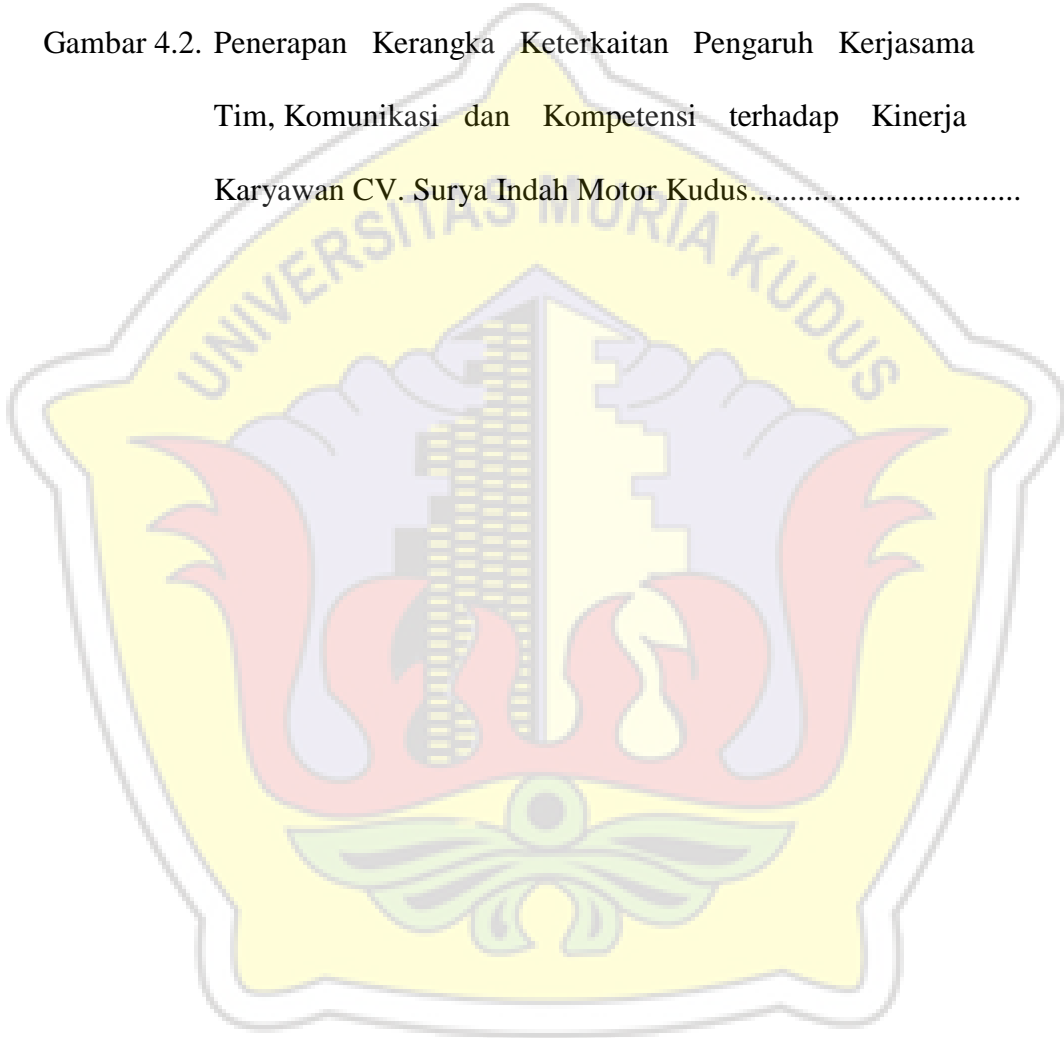 Gambar 4.2. Penerapan Kerangka Keterkaitan Pengaruh Kerjasama
Tim, Komunikasi dan Kompetensi terhadap Kinerja
Karyawan CV. Surya Indah Motor Kudus..................................
UNIVERSITAS MURIA KUDUS